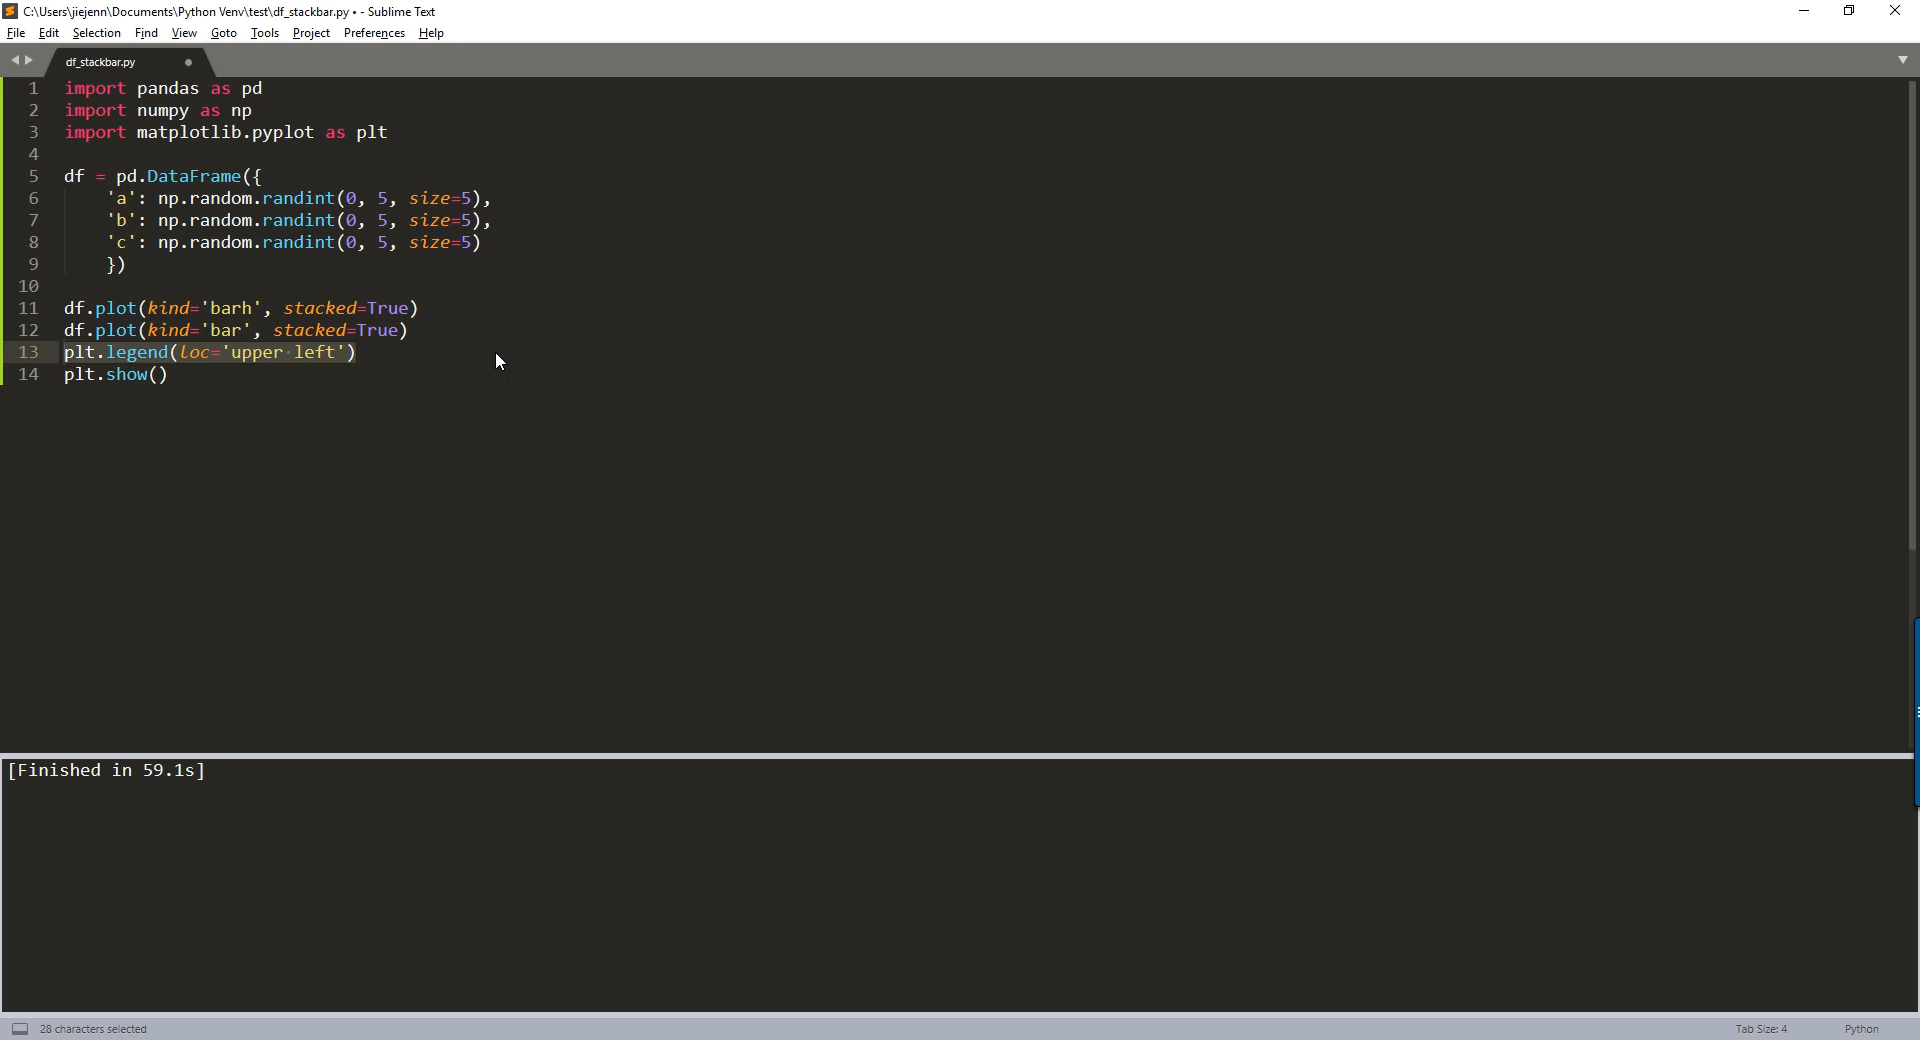 C:\Users\jiejenn\Documents\Python Venv\test\df_stackbar.py • - Sublime Text
File Edit Selection Find View Goto Tools Project Preferences Help
df_stackbar.py
1 import pandas as pd
2 import numpy as np
3 import matplotlib.pyplot as plt
4
5 df = pd.DataFrame({
6     'a': np.random.randint(0, 5, size=5),
7     'b': np.random.randint(0, 5, size=5),
8     'c': np.random.randint(0, 5, size=5)
9     })
10
11 df.plot(kind='barh', stacked=True)
12 df.plot(kind='bar', stacked=True)
13 plt.legend(loc='upper left')
14 plt.show()
[Finished in 59.1s]
28 characters selected Tab Size: 4 Python